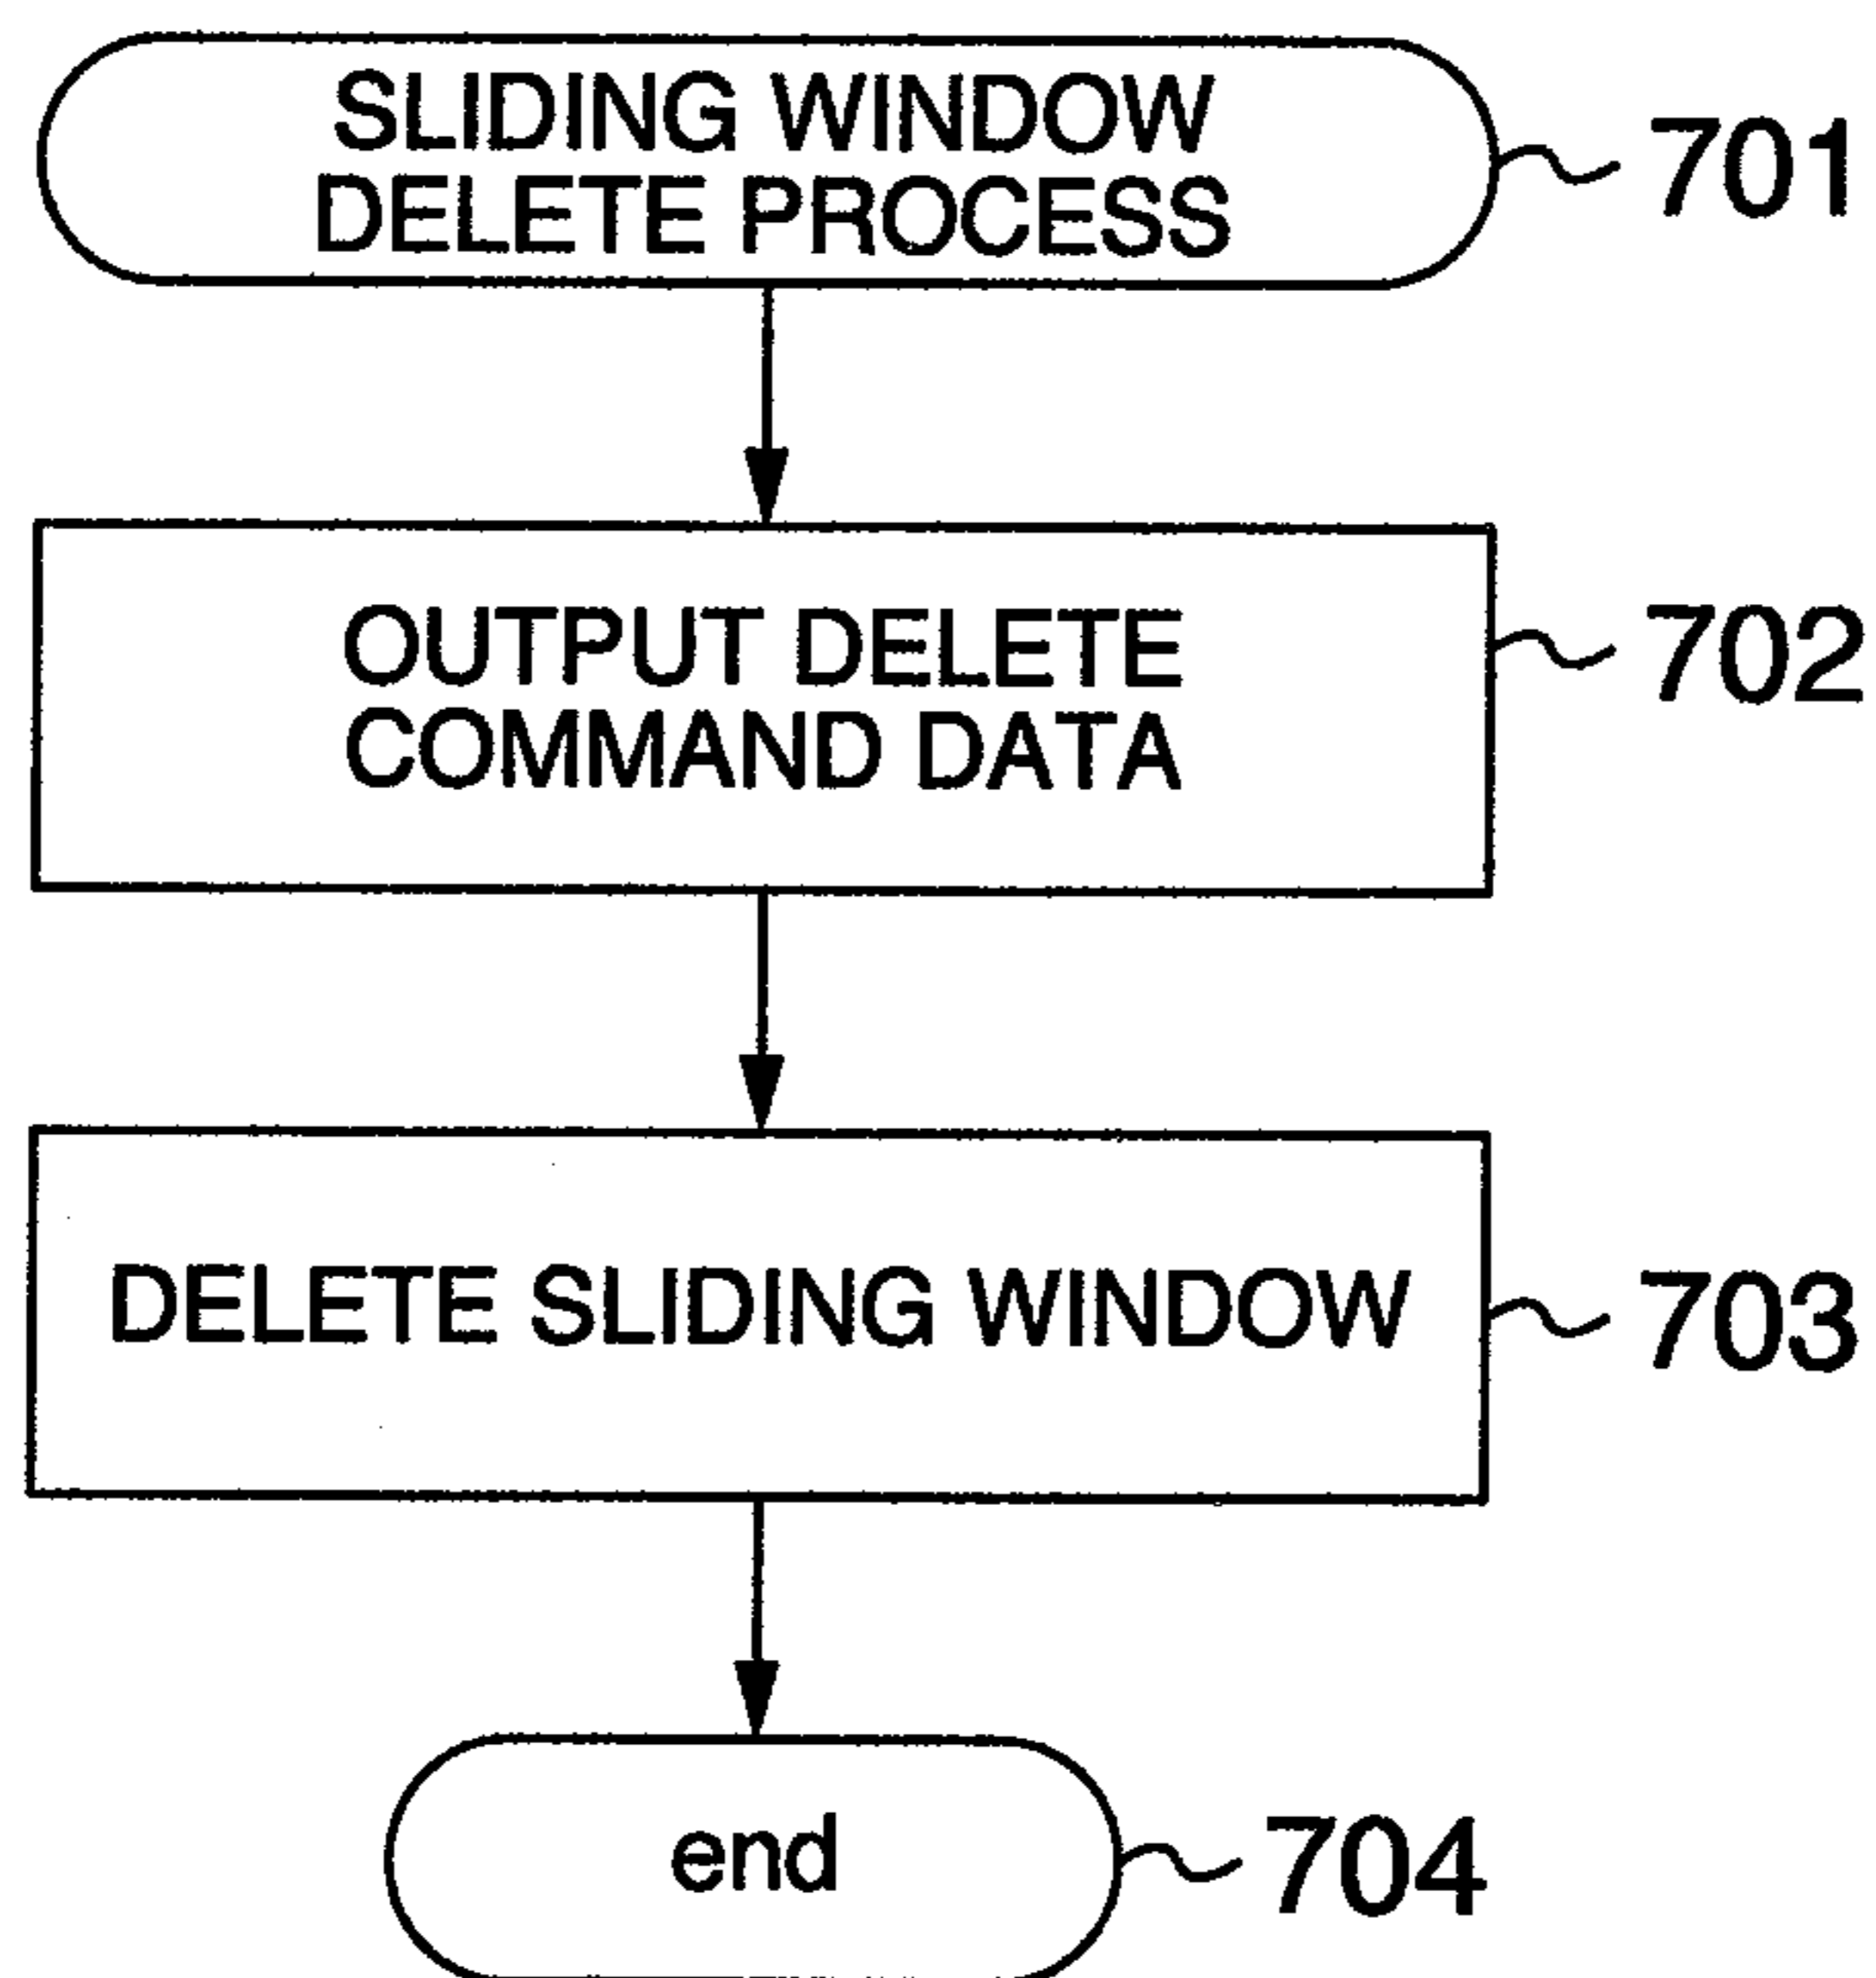 SLIDING WINDOW
DELETE PROCESS
701
OUTPUT DELETE
COMMAND DATA
702
DELETE SLIDING WINDOW
703
end
704